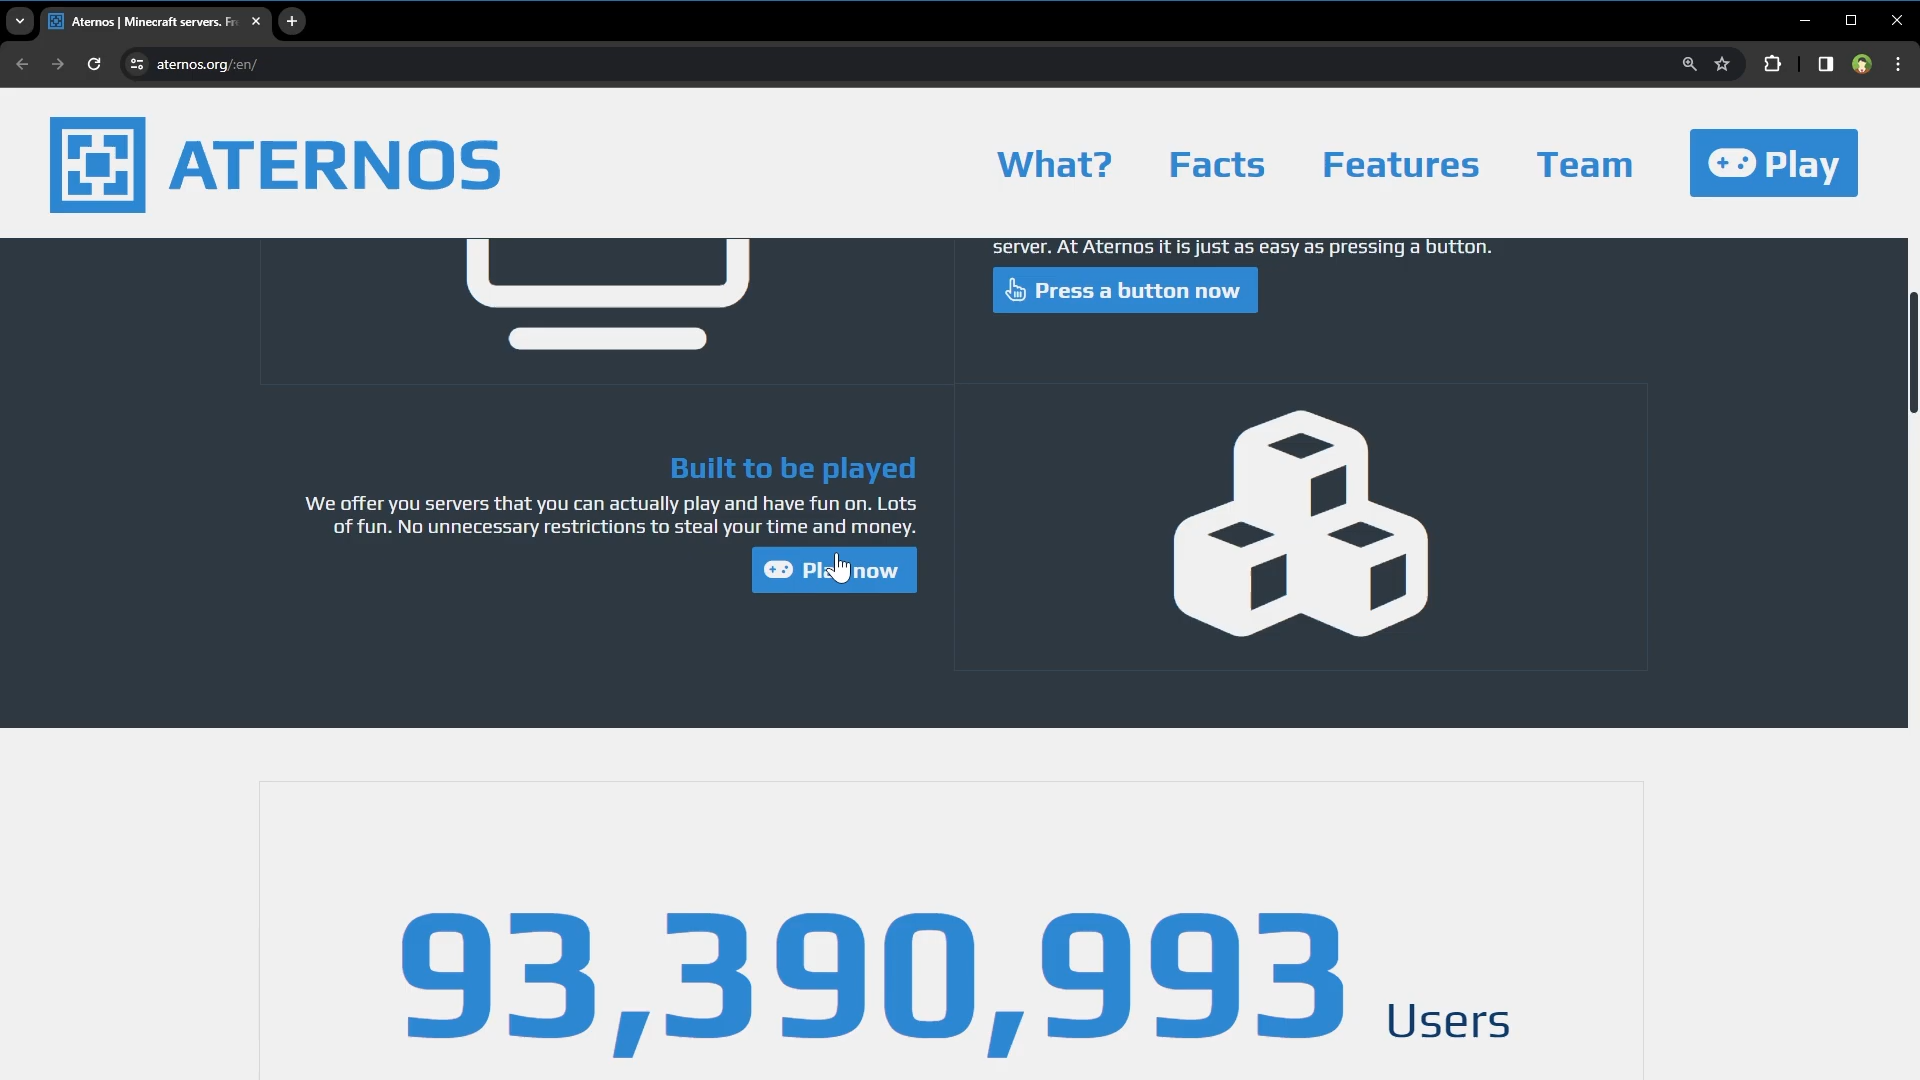 Aternos | Minecraft servers. Fr
aternos.org/:en/
ATERNOS
What?
Facts
Features
Team
Play
server. At Aternos it is just as easy as pressing a button.
Press a button now
Built to be played
We offer you servers that you can actually play and have fun on. Lots
of fun. No unnecessary restrictions to steal your time and money.
Play now
93,390,993 Users